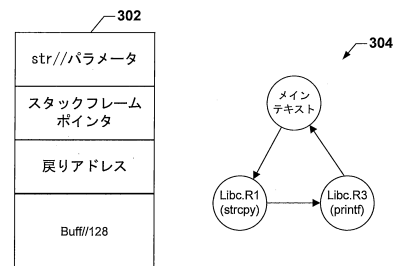 302
str//パラメータ
スタックフレーム
ポインタ
戻りアドレス
Buff//128
304
メイン
テキスト
Libc.R1
(strcpy)
Libc.R3
(printf)